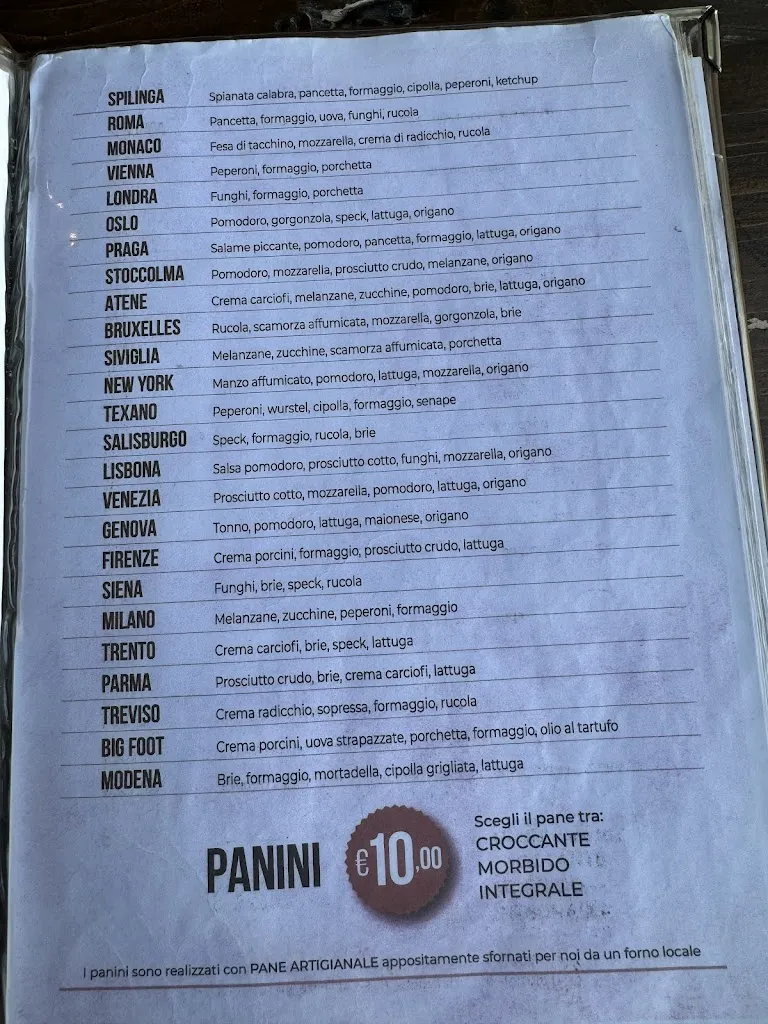 SPILINGA Spianata calabra, pancetta, formaggio, cipolla, peperoni, ketchup
ROMA Pancetta, formaggio, uova, funghi, rucola
MONACO Fesa di tacchino, mozzarella, crema di radicchio, rucola
VIENNA Peperoni, formaggio, porchetta
LONDRA Funghi, formaggio, porchetta
OSLO Pomodoro, gorgonzola, speck, lattuga, origano
PRAGA Salame piccante, pomodoro, pancetta, formaggio, lattuga, origano
STOCCOLMA Pomodoro, mozzarella, prosciutto crudo, melanzane, origano
ATENE Crema carciofi, melanzane, zucchine, pomodoro, brie, lattuga, origano
BRUXELLES Rucola, scamorza affumicata, mozzarella, gorgonzola, brie
SIVIGLIA Melanzane, zucchine, scamorza affumicata, porchetta
NEW YORK Manzo affumicato, pomodoro, lattuga, mozzarella, origano
TEXANO Peperoni, wurstel, cipolla, formaggio, senape
SALISBURGO Speck, formaggio, rucola, brie
LISBONA Salsa pomodoro, prosciutto cotto, funghi, mozzarella, origano
VENEZIA Prosciutto cotto, mozzarella, pomodoro, lattuga, origano
GENOVA Tonno, pomodoro, lattuga, maionese, origano
FIRENZE Crema porcini, formaggio, prosciutto crudo, lattuga
SIENA Funghi, brie, speck, rucola
MILANO Melanzane, zucchine, peperoni, formaggio
TRENTO Crema carciofi, brie, speck, lattuga
PARMA Prosciutto crudo, brie, crema carciofi, lattuga
TREVISO Crema radicchio, sopressa, formaggio, rucola
BIG FOOT Crema porcini, uova strapazzate, porchetta, formaggio, olio al tartufo
MODENA Brie, formaggio, mortadella, cipolla grigliata, lattuga
PANINI €10,00
Scegli il pane tra:
CROCCANTE
MORBIDO
INTEGRALE
I panini sono realizzati con PANE ARTIGIANALE appositamente sfornati per noi da un forno locale